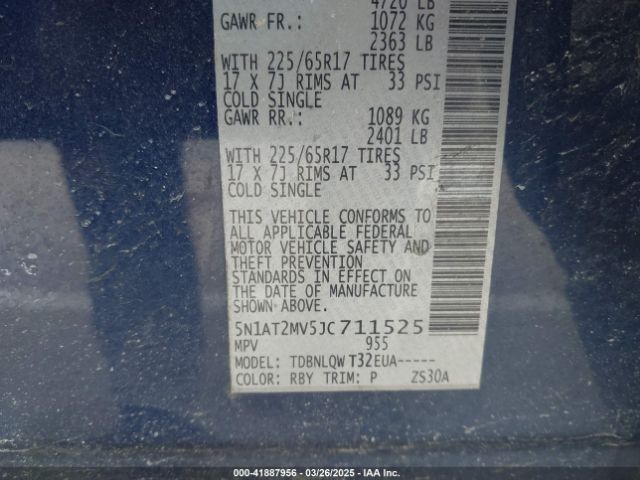 4720 LB
GAWR FR.: 1072 KG
2363 LB
WITH 225/65R17 TIRES
17 X 7J RIMS AT 33 PSI
COLD SINGLE
GAWR RR.: 1089 KG
2401 LB
WITH 225/65R17 TIRES
17 X 7J RIMS AT 33 PSI
COLD SINGLE
THIS VEHICLE CONFORMS TO
ALL APPLICABLE FEDERAL
MOTOR VEHICLE SAFETY AND
THEFT PREVENTION
STANDARDS IN EFFECT ON
THE DATE OF MANUFACTURE
SHOWN ABOVE.
5N1AT2MV5JC711525
MPV 955
MODEL: TDBNLQW T32EUA-----
COLOR: RBY TRIM: P ZS30A
000-41887956 | 03/26/2025 | IAA Inc.